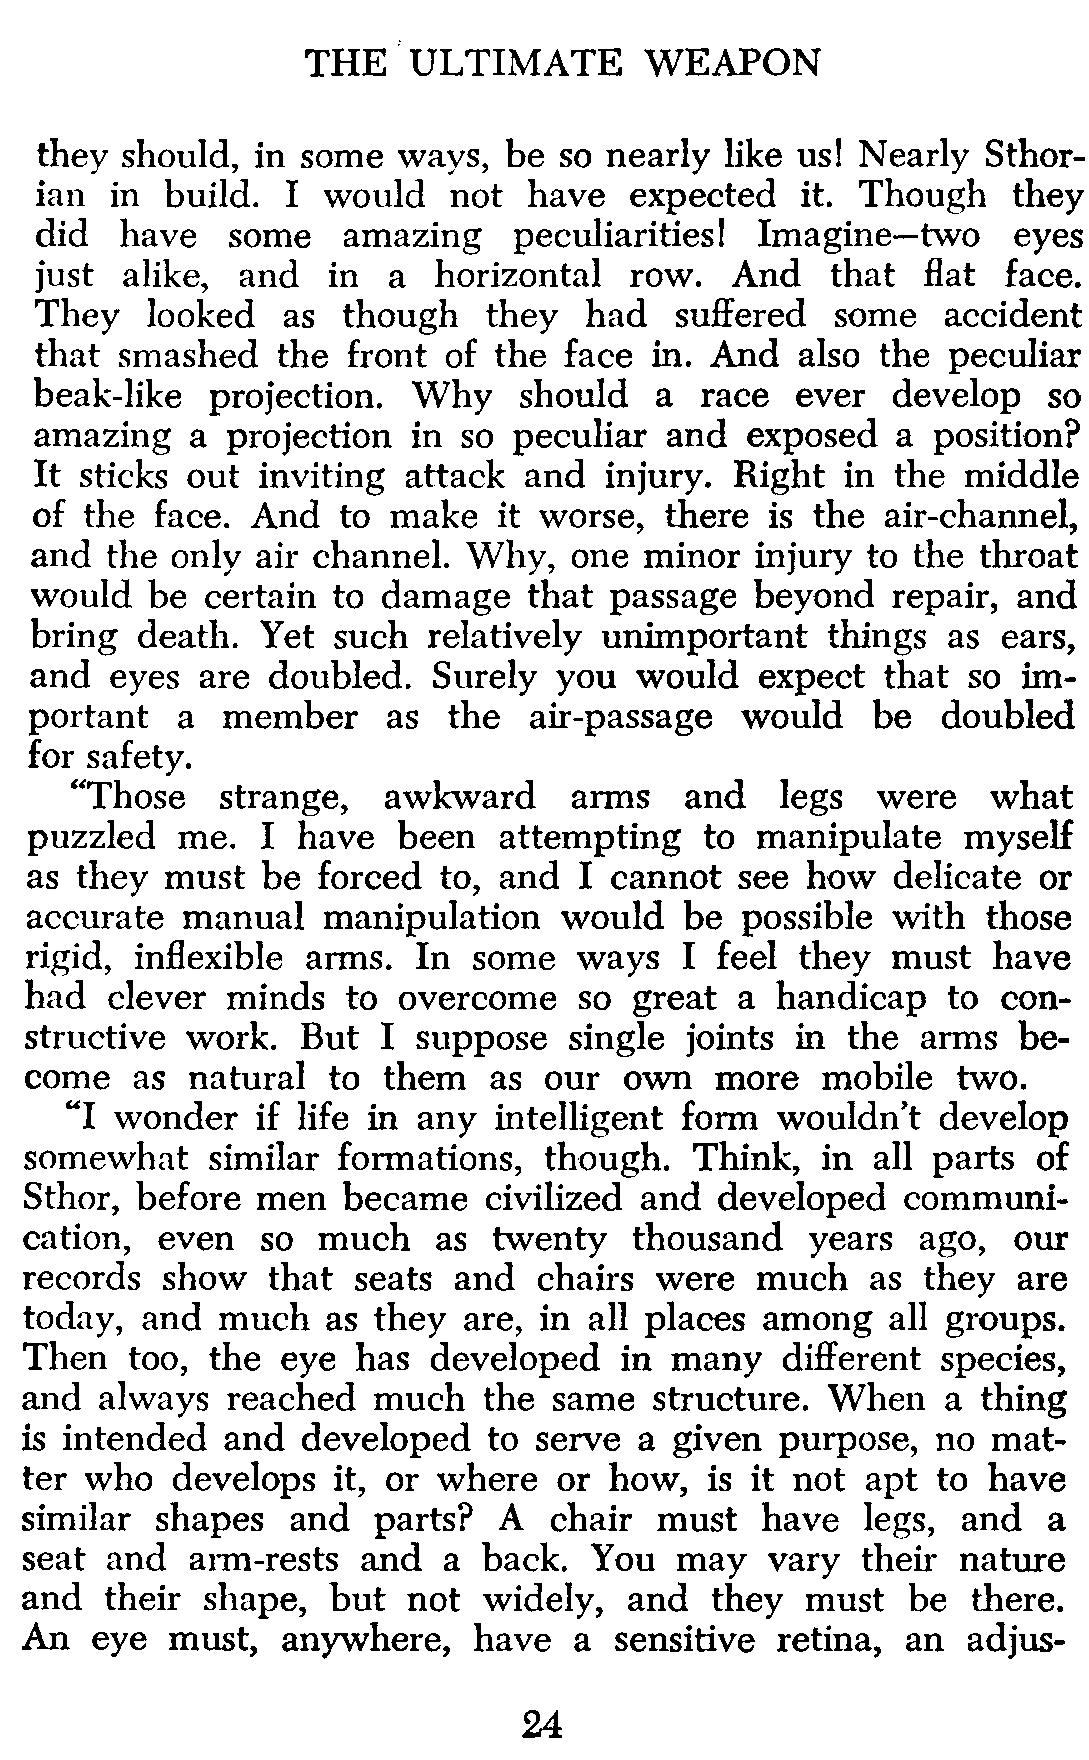 THE ULTIMATE WEAPON
they should, in some ways, be so nearly like us! Nearly Sthor-
ian in build. I would not have expected it. Though they
did have some amazing peculiarities! Imagine—two eyes
just alike, and in a horizontal row. And that flat face.
They looked as though they had suffered some accident
that smashed the front of the face in. And also the peculiar
beak-like projection. Why should a race ever develop so
amazing a projection in so peculiar and exposed a position?
It sticks out inviting attack and injury. Right in the middle
of the face. And to make it worse, there is the air-channel,
and the only air channel. Why, one minor injury to the throat
would be certain to damage that passage beyond repair, and
bring death. Yet such relatively unimportant things as ears,
and eyes are doubled. Surely you would expect that so im-
portant a member as the air-passage would be doubled
for safety.
“Those strange, awkward arms and legs were what
puzzled me. I have been attempting to manipulate myself
as they must be forced to, and I cannot see how delicate or
accurate manual manipulation would be possible with those
rigid, inflexible arms. In some ways I feel they must have
had clever minds to overcome so great a handicap to con-
structive work. But I suppose single joints in the arms be-
come as natural to them as our own more mobile two.
“I wonder if life in any intelligent form wouldn't develop
somewhat similar formations, though. Think, in all parts of
Sthor, before men became civilized and developed communi-
cation, even so much as twenty thousand years ago, our
records show that seats and chairs were much as they are
today, and much as they are, in all places among all groups.
Then too, the eye has developed in many different species,
and always reached much the same structure. When a thing
is intended and developed to serve a given purpose, no mat-
ter who develops it, or where or how, is it not apt to have
similar shapes and parts? A chair must have legs, and a
seat and arm-rests and a back. You may vary their nature
and their shape, but not widely, and they must be there.
An eye must, anywhere, have a sensitive retina, an adjus-
24